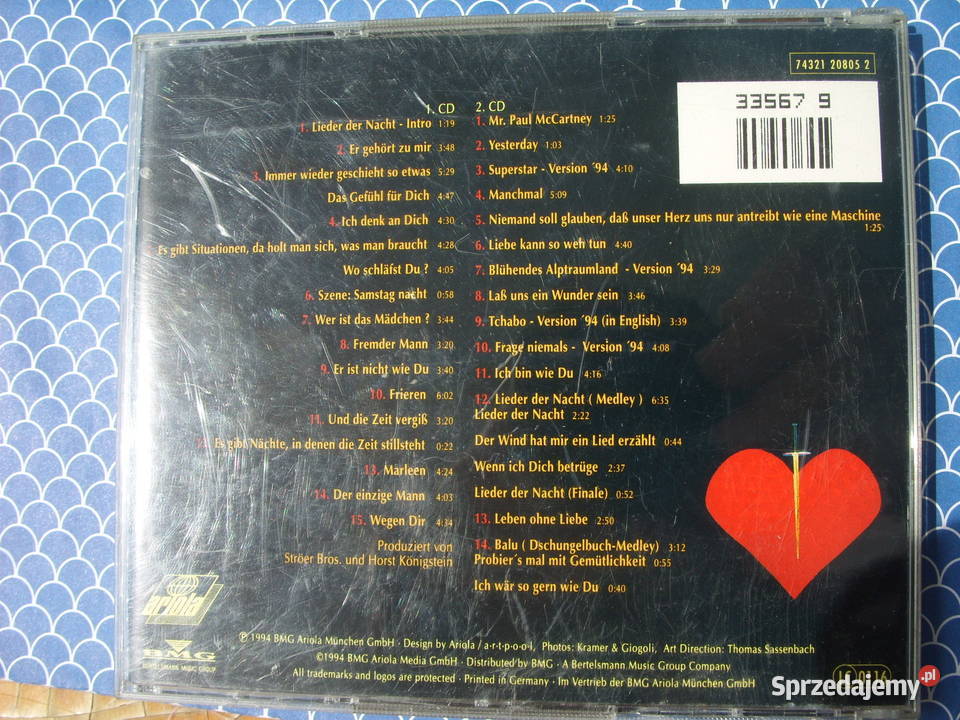 74321 20805 2
33567 9
1. CD
1. Lieder der Nacht - Intro 1:19
2. Er gehört zu mir 3:48
3. Immer wieder geschieht so etwas 5:29
Das Gefühl für Dich 4:47
4. Ich denk an Dich 4:30
Es gibt Situationen, da holt man sich, was man braucht 4:28
Wo schläfst Du ? 4:05
6. Szene: Samstag nacht 0:58
7. Wer ist das Mädchen ? 3:44
8. Fremder Mann 3:20
9. Er ist nicht wie Du 3:40
10. Frieren 6:02
11. Und die Zeit vergiß 3:20
12. Es gibt Nächte, in denen die Zeit stillsteht 0:22
13. Marleen 4:24
14. Der einzige Mann 4:03
15. Wegen Dir 4:34
Produziert von
Ströer Bros. und Horst Königstein
2. CD
1. Mr. Paul McCartney 1:25
2. Yesterday 1:03
3. Superstar - Version ´94 4:10
4. Manchmal 5:09
5. Niemand soll glauben, daß unser Herz uns nur antreibt wie eine Maschine
1:25
6. Liebe kann so weh tun 4:40
7. Blühendes Alptraumland - Version ´94 3:29
8. Laß uns ein Wunder sein 3:46
9. Tchabo - Version ´94 (in English) 3:39
10. Frage niemals - Version ´94 4:08
11. Ich bin wie Du 4:16
12. Lieder der Nacht ( Medley ) 6:35
Lieder der Nacht 2:22
Der Wind hat mir ein Lied erzählt 0:44
Wenn ich Dich betrüge 2:37
Lieder der Nacht (Finale) 0:52
13. Leben ohne Liebe 2:50
14. Balu ( Dschungelbuch-Medley) 3:12
Probier's mal mit Gemütlichkeit 0:55
Ich wär so gern wie Du 0:40
ariola
BMG
BERTELSMANN MUSIC GROUP
℗ 1994 BMG Ariola München GmbH · Design by Ariola / a-r-t-p-o-o-l, Photos: Kramer & Giogoli, Art Direction: Thomas Sassenbach
©1994 BMG Ariola Media GmbH · Distributed by BMG · A Bertelsmann Music Group Company
All trademarks and logos are protected · Printed in Germany · Im Vertrieb der BMG Ariola München GmbH
Sprzedajemy.pl